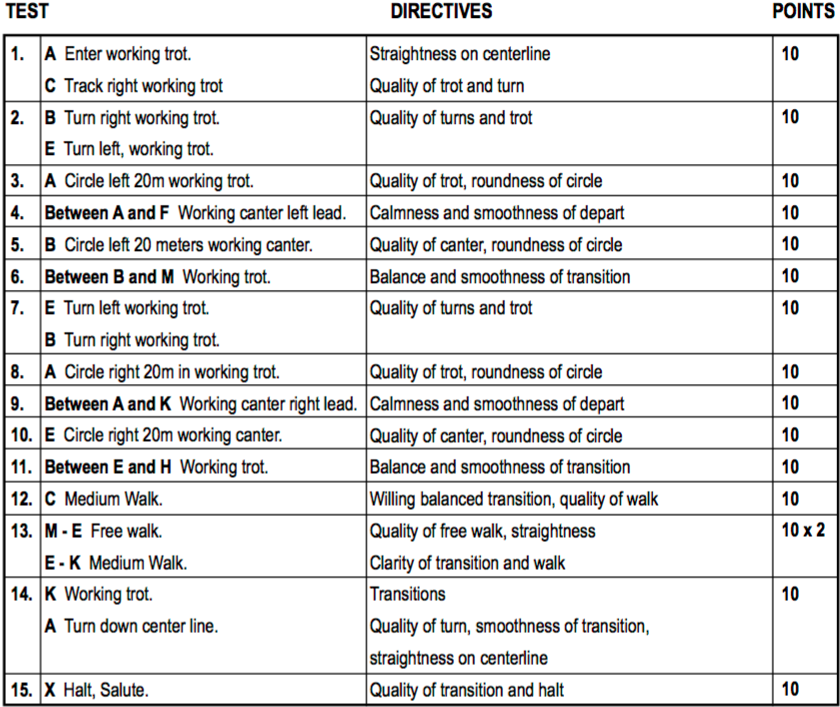 TEST DIRECTIVES POINTS
1. A Enter working trot. Straightness on centerline 10
C Track right working trot Quality of trot and turn
2. B Turn right working trot. Quality of turns and trot 10
E Turn left, working trot.
3. A Circle left 20m working trot. Quality of trot, roundness of circle 10
4. Between A and F Working canter left lead. Calmness and smoothness of depart 10
5. B Circle left 20 meters working canter. Quality of canter, roundness of circle 10
6. Between B and M Working trot. Balance and smoothness of transition 10
7. E Turn left working trot. Quality of turns and trot 10
B Turn right working trot.
8. A Circle right 20m in working trot. Quality of trot, roundness of circle 10
9. Between A and K Working canter right lead. Calmness and smoothness of depart 10
10. E Circle right 20m working canter. Quality of canter, roundness of circle 10
11. Between E and H Working trot. Balance and smoothness of transition 10
12. C Medium Walk. Willing balanced transition, quality of walk 10
13. M - E Free walk. Quality of free walk, straightness 10 x 2
E - K Medium Walk. Clarity of transition and walk
14. K Working trot. Transitions 10
A Turn down center line. Quality of turn, smoothness of transition,
straightness on centerline
15. X Halt, Salute. Quality of transition and halt 10